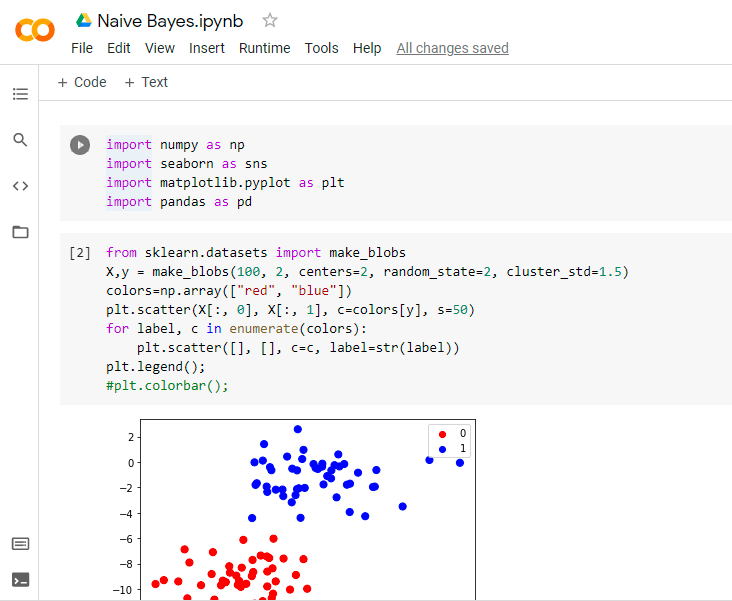 Naive Bayes.ipynb
File Edit View Insert Runtime Tools Help All changes saved
+ Code + Text
import numpy as np
import seaborn as sns
import matplotlib.pyplot as plt
import pandas as pd
[2] from sklearn.datasets import make_blobs
X,y = make_blobs(100, 2, centers=2, random_state=2, cluster_std=1.5)
colors=np.array(["red", "blue"])
plt.scatter(X[:, 0], X[:, 1], c=colors[y], s=50)
for label, c in enumerate(colors):
    plt.scatter([], [], c=c, label=str(label))
plt.legend();
#plt.colorbar();
0
1
2
0
−2
−4
−6
−8
−10